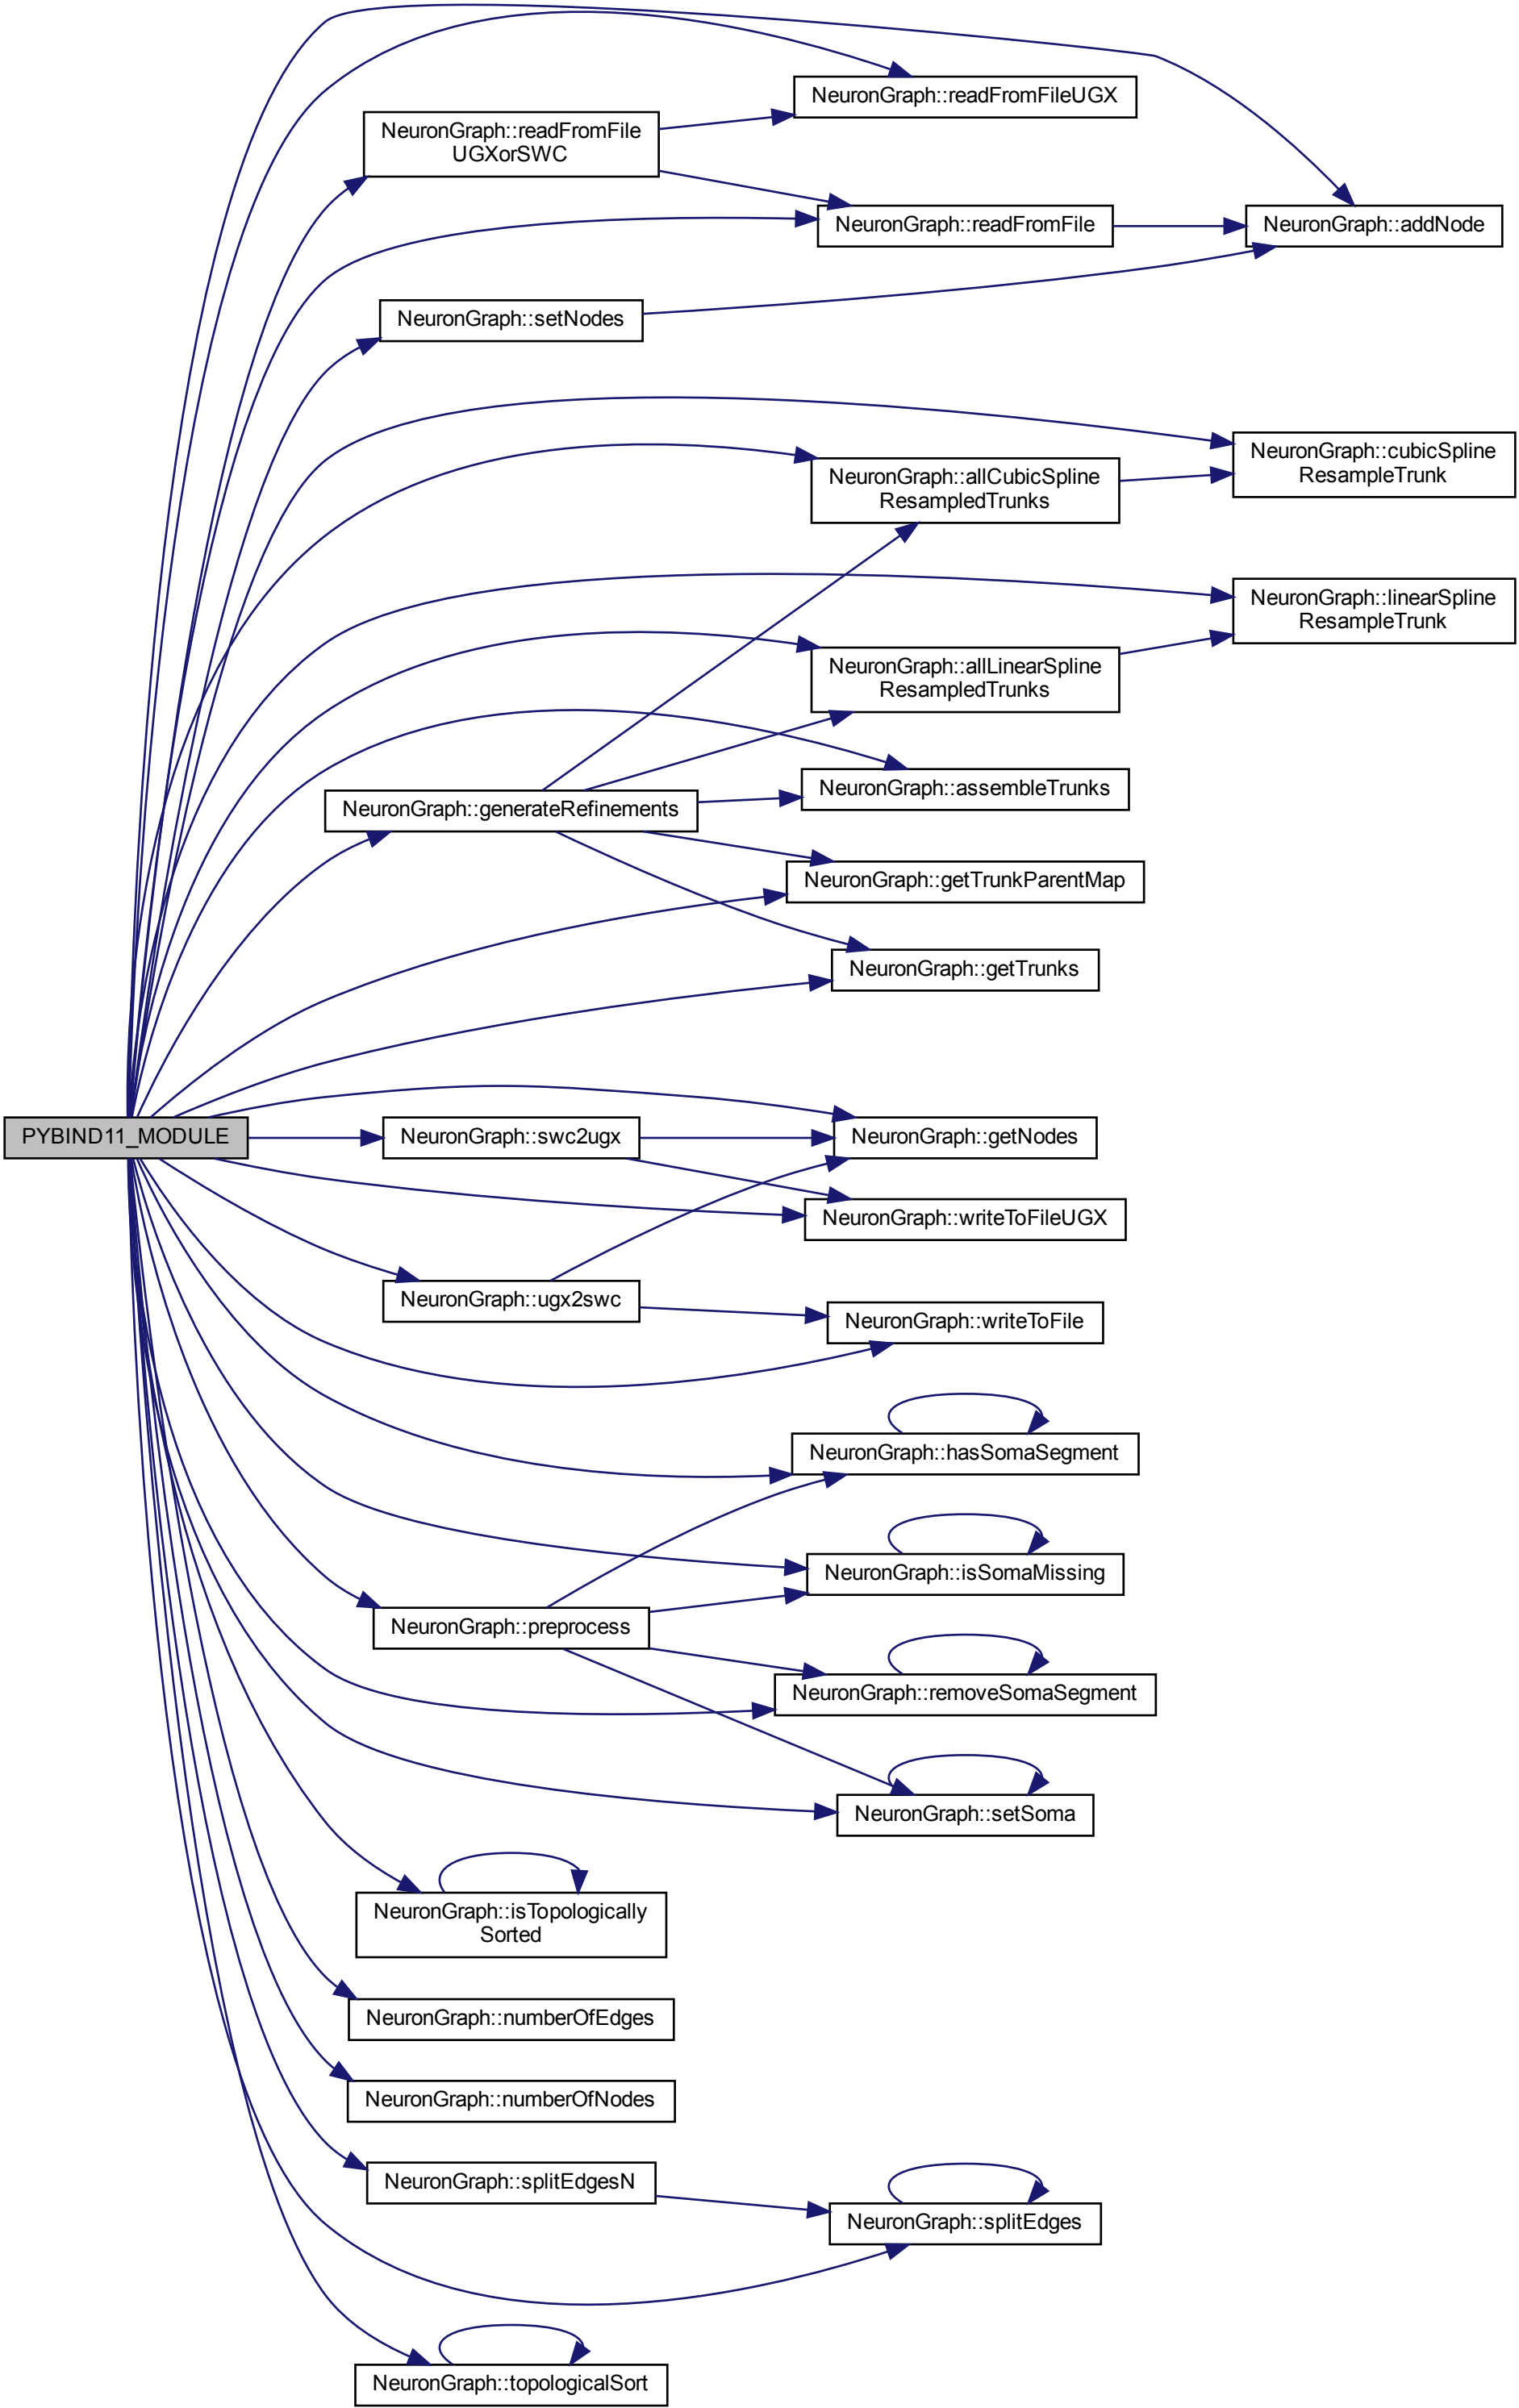 NeuronGraph::readFromFileUGX
NeuronGraph::readFromFile
UGXorSWC
NeuronGraph::readFromFile
NeuronGraph::addNode
NeuronGraph::setNodes
NeuronGraph::cubicSpline
ResampleTrunk
NeuronGraph::allCubicSpline
ResampledTrunks
NeuronGraph::linearSpline
ResampleTrunk
NeuronGraph::allLinearSpline
ResampledTrunks
NeuronGraph::assembleTrunks
NeuronGraph::generateRefinements
NeuronGraph::getTrunkParentMap
NeuronGraph::getTrunks
PYBIND11_MODULE
NeuronGraph::swc2ugx
NeuronGraph::getNodes
NeuronGraph::writeToFileUGX
NeuronGraph::ugx2swc
NeuronGraph::writeToFile
NeuronGraph::hasSomaSegment
NeuronGraph::isSomaMissing
NeuronGraph::preprocess
NeuronGraph::removeSomaSegment
NeuronGraph::setSoma
NeuronGraph::isTopologically
Sorted
NeuronGraph::numberOfEdges
NeuronGraph::numberOfNodes
NeuronGraph::splitEdgesN
NeuronGraph::splitEdges
NeuronGraph::topologicalSort